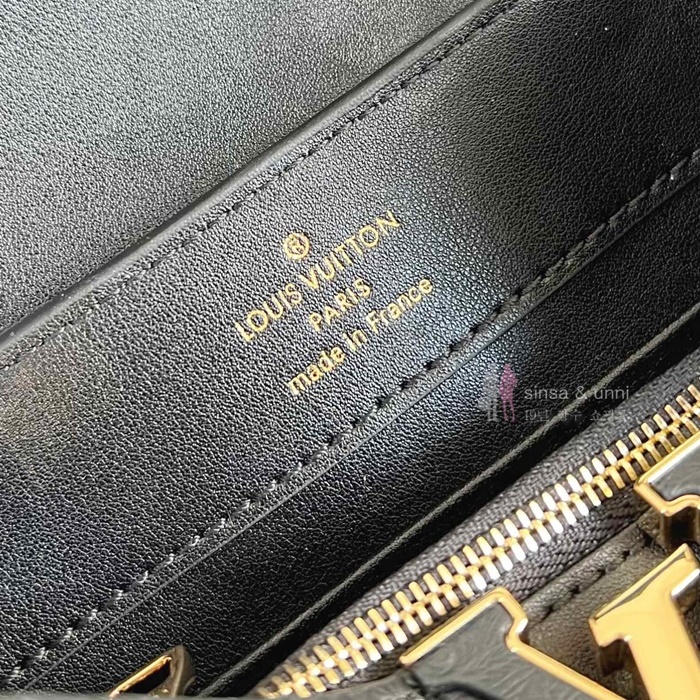 ®
LOUIS VUITTON
PARIS
made in France
sinsa & unni